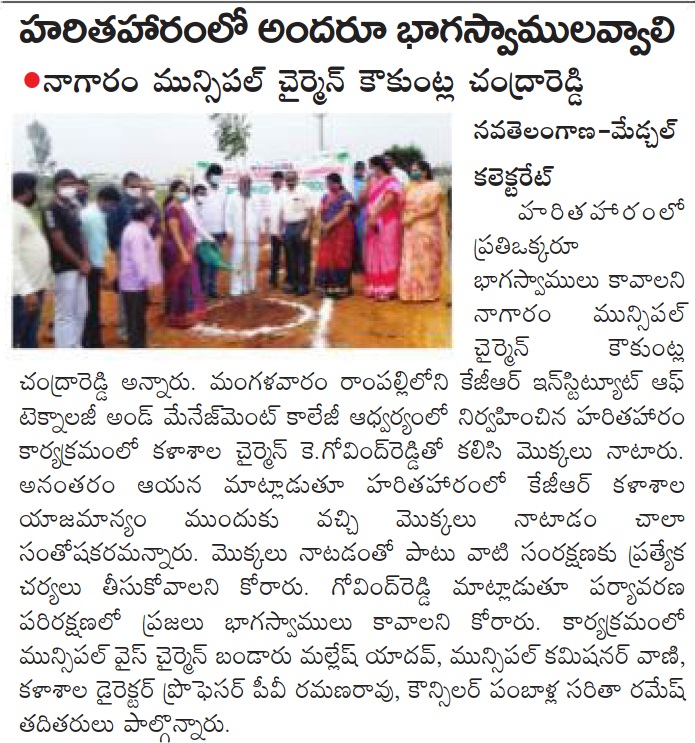 హరితహారంలో అందరూ భాగస్వాములవ్వాలి
●నాగారం మున్సిపల్ చైర్మెన్ కౌకుంట్ల చంద్రారెడ్డి
నవతెలంగాణ-మేడ్చల్
కలెక్టరేట్
హరితహారంలో
ప్రతిఒక్కరూ
భాగస్వాములు కావాలని
నాగారం మున్సిపల్
చైర్మెన్ కౌకుంట్ల
చంద్రారెడ్డి అన్నారు. మంగళవారం రాంపల్లిలోని కేజీఆర్ ఇన్‌స్టిట్యూట్ ఆఫ్
టెక్నాలజీ అండ్ మేనేజ్‌మెంట్ కాలేజీ ఆధ్వర్యంలో నిర్వహించిన హరితహారం
కార్యక్రమంలో కళాశాల చైర్మెన్ కె.గోవింద్‌రెడ్డితో కలిసి మొక్కలు నాటారు.
అనంతరం ఆయన మాట్లాడుతూ హరితహారంలో కేజీఆర్ కళాశాల
యాజమాన్యం ముందుకు వచ్చి మొక్కలు నాటాడం చాలా
సంతోషకరమన్నారు. మొక్కలు నాటడంతో పాటు వాటి సంరక్షణకు ప్రత్యేక
చర్యలు తీసుకోవాలని కోరారు. గోవింద్‌రెడ్డి మాట్లాడుతూ పర్యావరణ
పరిరక్షణలో ప్రజలు భాగస్వాములు కావాలని కోరారు. కార్యక్రమంలో
మున్సిపల్ వైస్ చైర్మెన్ బండారు మల్లేష్ యాదవ్, మున్సిపల్ కమిషనర్ వాణి,
కళాశాల డైరెక్టర్ ప్రొఫెసర్ పీవీ రమణరావు, కౌన్సిలర్ పంబాళ్ల సరితా రమేష్
తదితరులు పాల్గొన్నారు.